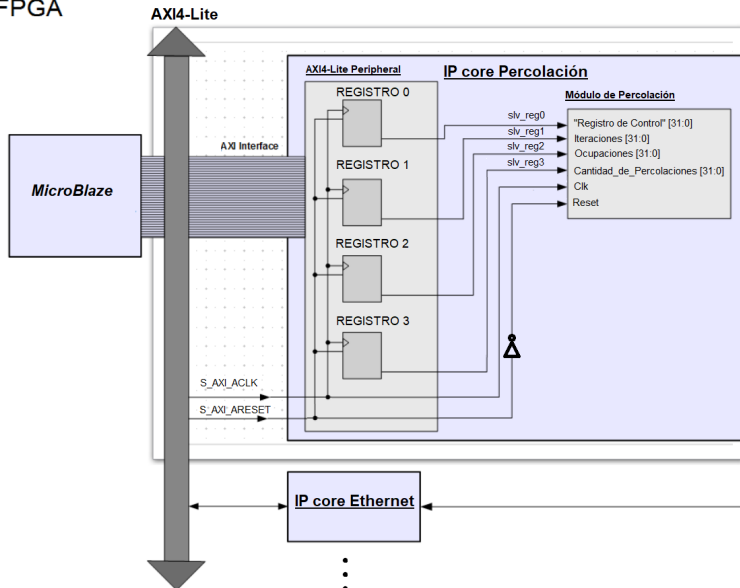 FPGA
AXI4-Lite
AXI4-Lite Peripheral
IP core Percolación
REGISTRO 0
Módulo de Percolación
slv_reg0
"Registro de Control" [31:0]
slv_reg1
Iteraciones [31:0]
slv_reg2
Ocupaciones [31:0]
slv_reg3
Cantidad_de_Percolaciones [31:0]
Clk
Reset
AXI Interface
REGISTRO 1
MicroBlaze
REGISTRO 2
REGISTRO 3
S_AXI_ACLK
S_AXI_ARESET
IP core Ethernet